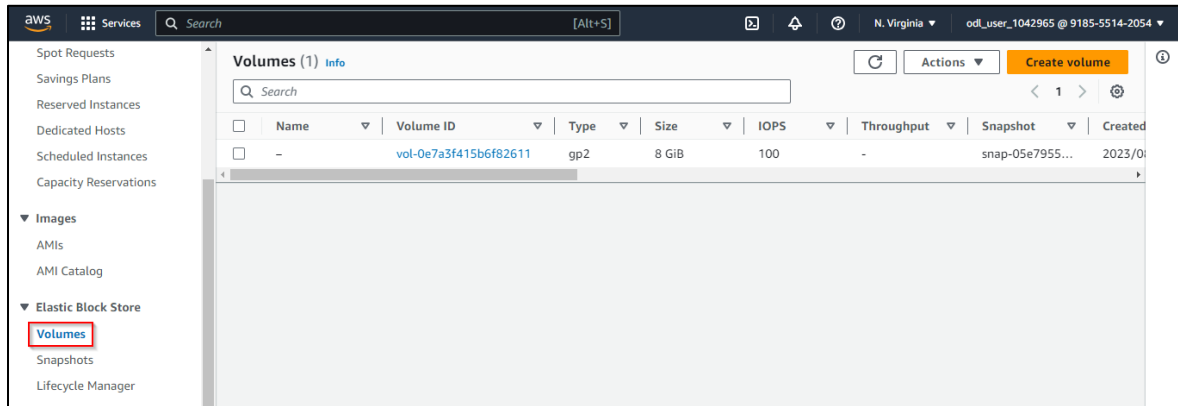 aws Services Search [Alt+S] N. Virginia odl_user_1042965 @ 9185-5514-2054
Spot Requests
Savings Plans
Reserved Instances
Dedicated Hosts
Scheduled Instances
Capacity Reservations
Images
AMIs
AMI Catalog
Elastic Block Store
Volumes
Snapshots
Lifecycle Manager
Volumes (1) Info Actions Create volume
Search 1
Name Volume ID Type Size IOPS Throughput Snapshot Created
– vol-0e7a3f415b6f82611 gp2 8 GiB 100 - snap-05e7955... 2023/0